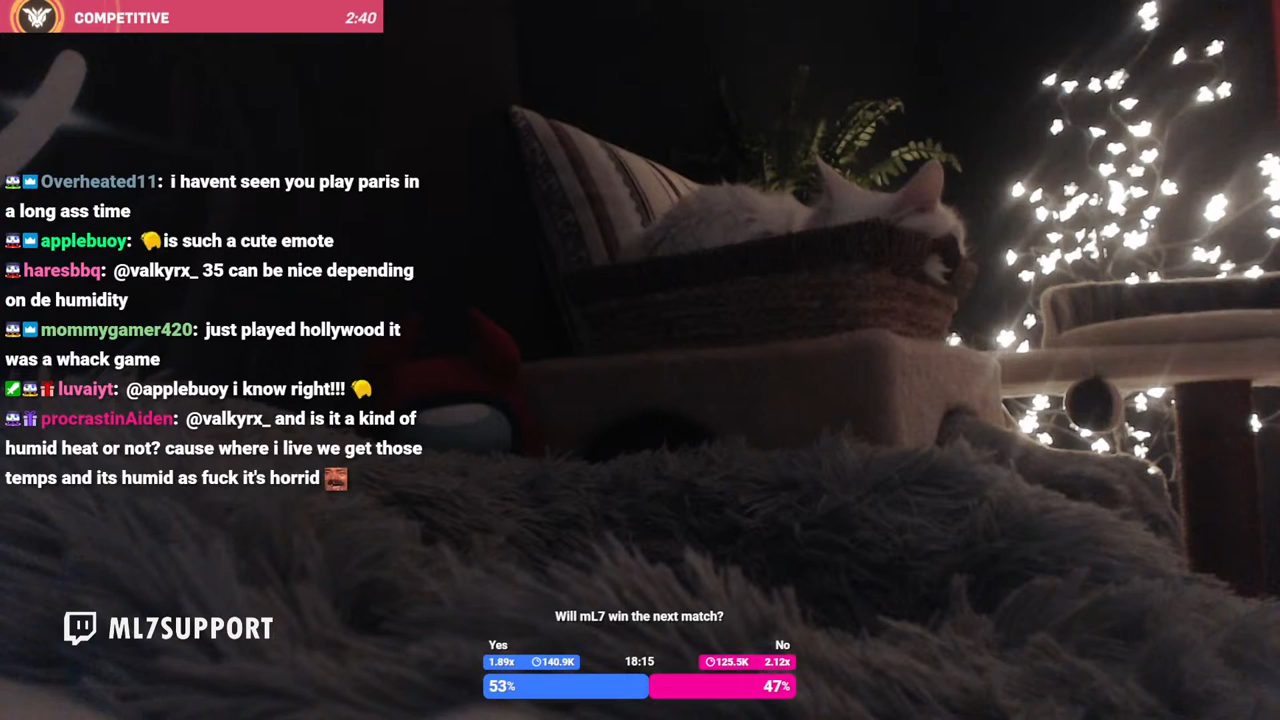 COMPETITIVE 2:40
Overheated11: i havent seen you play paris in
a long ass time
applebuoy: is such a cute emote
haresbbq: @valkyrx_ 35 can be nice depending
on de humidity
mommygamer420: just played hollywood it
was a whack game
luvaiyt: @applebuoy i know right!!!
procrastinAiden: @valkyrx_ and is it a kind of
humid heat or not? cause where i live we get those
temps and its humid as fuck it's horrid
ML7SUPPORT
Will mL7 win the next match?
Yes No
1.89x 140.9K 18:15 125.5K 2.12x
53% 47%